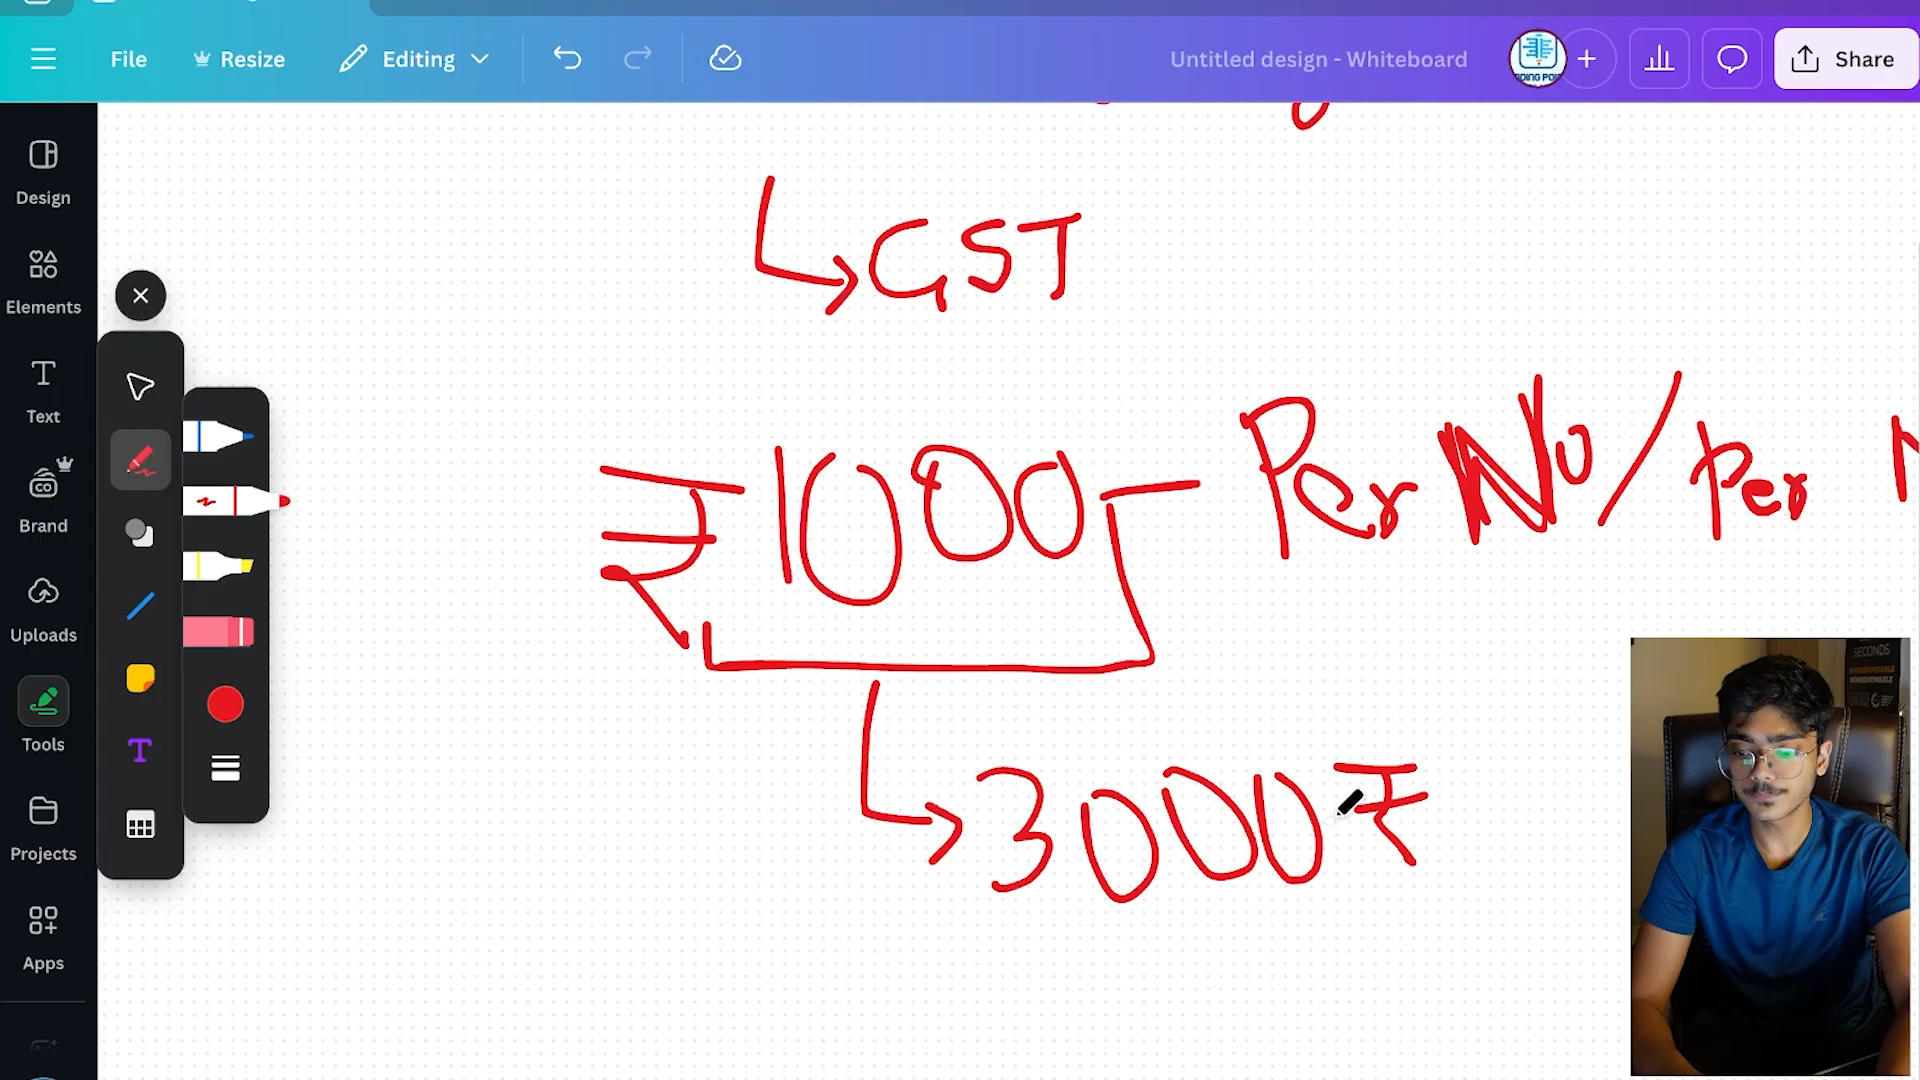 File
Resize
Editing
Untitled design - Whiteboard
Share
Design
Elements
Text
Brand
Uploads
Tools
Projects
Apps
GST
₹1000 Per No/Per
3000₹
SECONDS